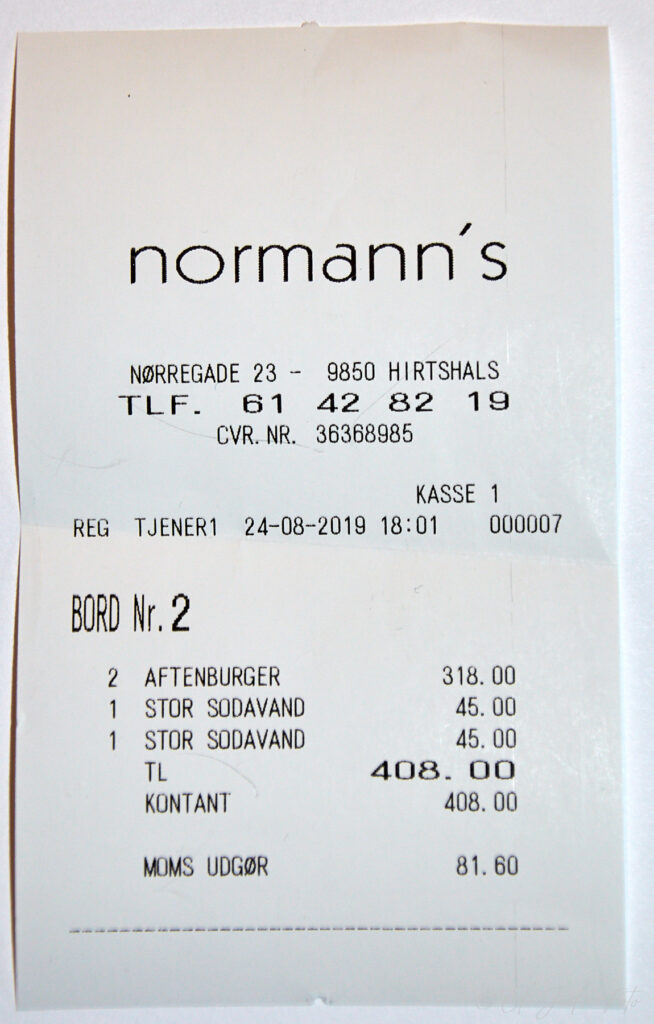 normann's
NØRREGADE 23 - 9850 HIRTSHALS
TLF. 61 42 82 19
CVR.NR. 36368985
KASSE 1
REG TJENER1 24-08-2019 18:01 000007
BORD Nr. 2
2 AFTENBURGER 318.00
1 STOR SODAVAND 45.00
1 STOR SODAVAND 45.00
TL 408.00
KONTANT 408.00
MOMS UDGØR 81.60